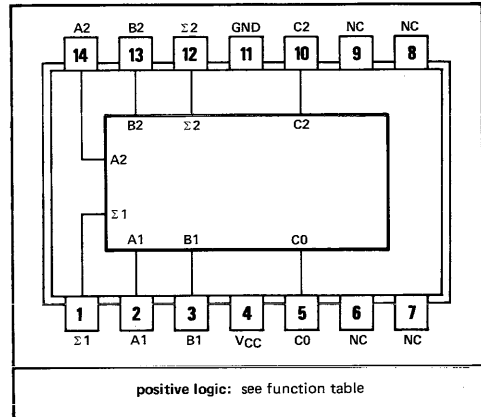 A2 B2 Σ2 GND C2 NC NC
14 13 12 11 10 9 8
B2 Σ2 C2
A2
Σ1
A1 B1 C0
1 2 3 4 5 6 7
Σ1 A1 B1 VCC C0 NC NC
positive logic: see function table